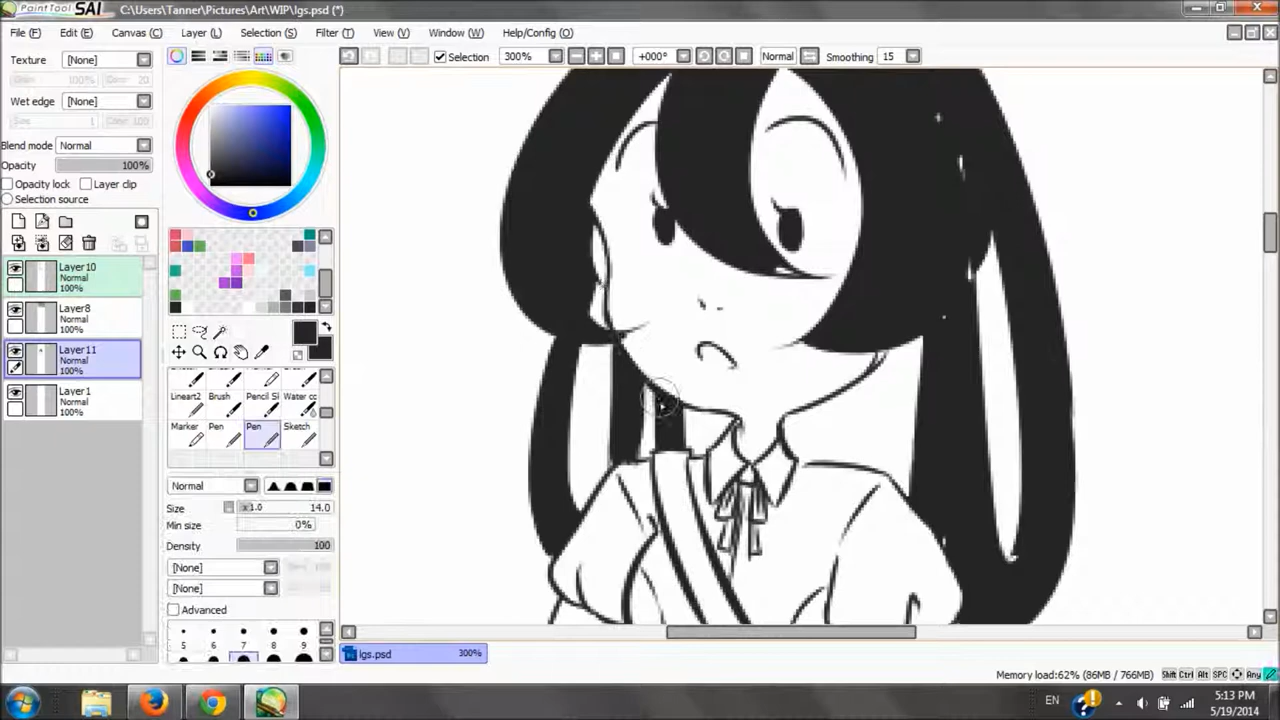 PaintTool SAI C:\Users\Tanner\Pictures\Art\WIP\lgs.psd (*)
File (F) Edit (E) Canvas (C) Layer (L) Selection (S) Filter (T) View (V) Window (W) Help/Config (O)
Texture [None]
Wet edge [None]
Blend mode Normal
Opacity 100%
Opacity lock Layer clip
Selection source
Selection 300% +000° Normal Smoothing 15
Layer10
Normal
100%
Layer8
Normal
100%
Layer11
Normal
100%
Layer1
Normal
100%
Lineart2 Brush Pencil Si Water cc
Marker Pen Pen Sketch
Normal
Size x1.0 14.0
Min size 0%
Density 100
[None]
[None]
Advanced
5 6 7 8 9
lgs.psd 300%
Memory load:62% (86MB / 766MB) Shift Ctrl Alt SPC Any
EN 5:13 PM
5/19/2014